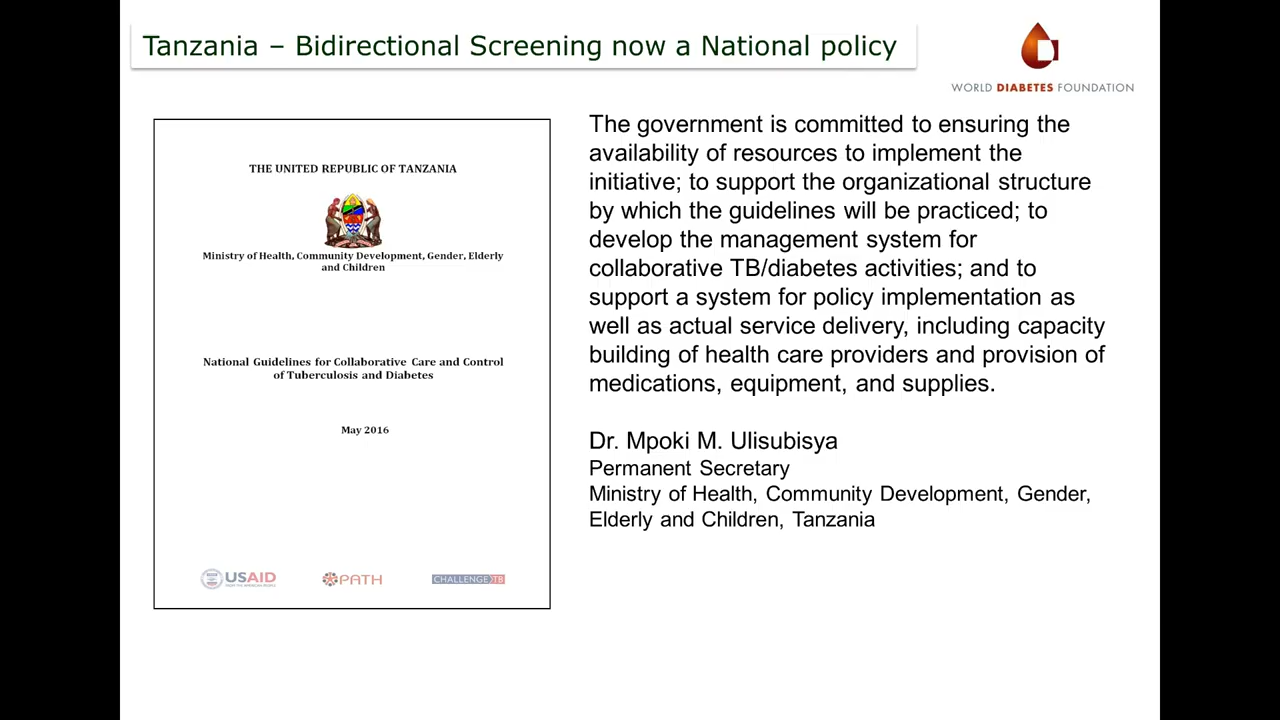 Tanzania – Bidirectional Screening now a National policy
WORLD DIABETES FOUNDATION
THE UNITED REPUBLIC OF TANZANIA
Ministry of Health, Community Development, Gender, Elderly
and Children
National Guidelines for Collaborative Care and Control
of Tuberculosis and Diabetes
May 2016
USAID
PATH
CHALLENGE TB
The government is committed to ensuring the
availability of resources to implement the
initiative; to support the organizational structure
by which the guidelines will be practiced; to
develop the management system for
collaborative TB/diabetes activities; and to
support a system for policy implementation as
well as actual service delivery, including capacity
building of health care providers and provision of
medications, equipment, and supplies.
Dr. Mpoki M. Ulisubisya
Permanent Secretary
Ministry of Health, Community Development, Gender,
Elderly and Children, Tanzania